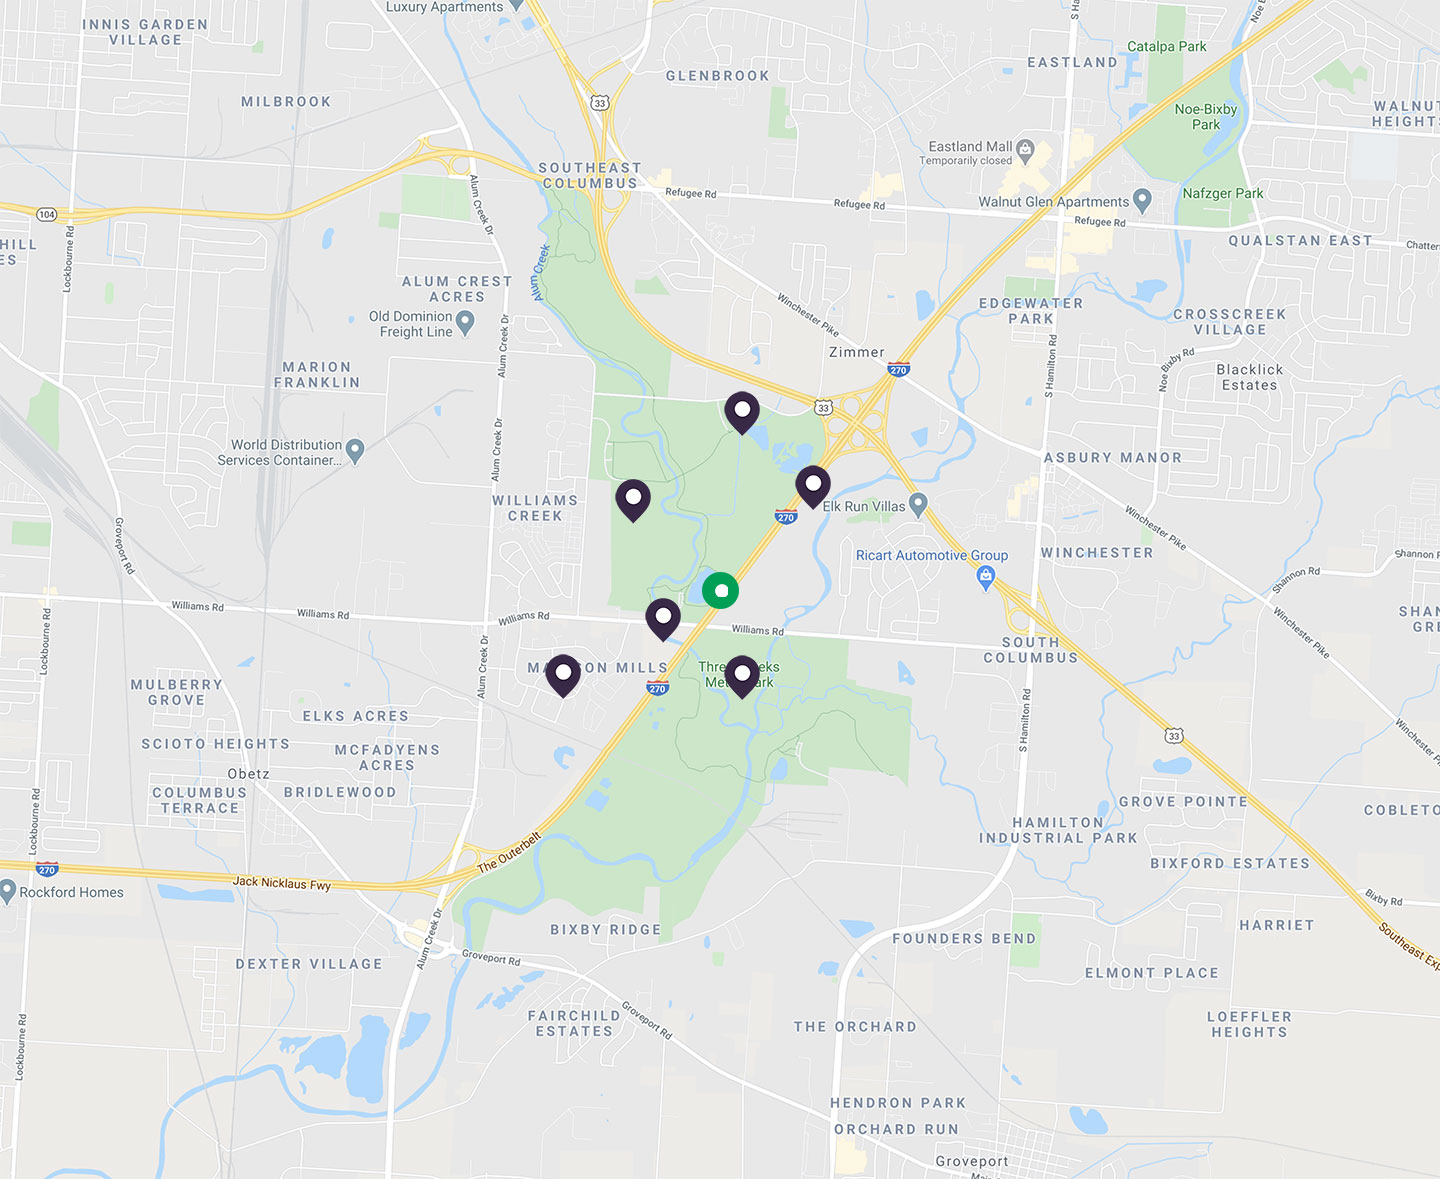 Luxury Apartments
INNIS GARDEN
VILLAGE
S Ha
Noe B
Catalpa Park
GLENBROOK
EASTLAND
MILBROOK
33
Noe-Bixby
Park
WALNUT
HEIGHTS
Eastland Mall
Temporarily closed
SOUTHEAST
COLUMBUS
Refugee Rd
Refugee Rd
Walnut Glen Apartments
Nafzger Park
Refugee Rd
104
Alum Creek Dr
HILL
ES
Lockbourne Rd
QUALSTAN EAST
Chatter
Alum Creek
ALUM CREST
ACRES
Old Dominion
Freight Line
Winchester Pike
EDGEWATER
PARK
CROSSCREEK
VILLAGE
Alum Creek Dr
Zimmer
S Hamilton Rd
Noe Bixby Rd
MARION
FRANKLIN
270
Blacklick
Estates
33
World Distribution
Services Container...
Alum Creek Dr
ASBURY MANOR
WILLIAMS
CREEK
Elk Run Villas
270
Winchester Pike
Groveport Rd
Ricart Automotive Group
WINCHESTER
Shannon R
Shannon Rd
Williams Rd
Williams Rd
Williams Rd
Williams Rd
Winchester Pike
SHAN
GRE
Lockbourne Rd
SOUTH
COLUMBUS
Alum Creek Dr
270
MULBERRY
GROVE
ELKS ACRES
S Hamilton Rd
33
Winchester P
SCIOTO HEIGHTS
MCFADYENS
ACRES
Obetz
COLUMBUS
TERRACE
BRIDLEWOOD
Lockbourne Rd
GROVE POINTE
COBLETO
HAMILTON
INDUSTRIAL PARK
The Outerbelt
BIXFORD ESTATES
270
Jack Nicklaus Fwy
Rockford Homes
Bixby Rd
Alum Creek Dr
BIXBY RIDGE
FOUNDERS BEND
HARRIET
Southeast Exp
DEXTER VILLAGE
Groveport Rd
ELMONT PLACE
FAIRCHILD
ESTATES
Groveport Rd
THE ORCHARD
LOEFFLER
HEIGHTS
Lockbourne Rd
HENDRON PARK
ORCHARD RUN
Groveport